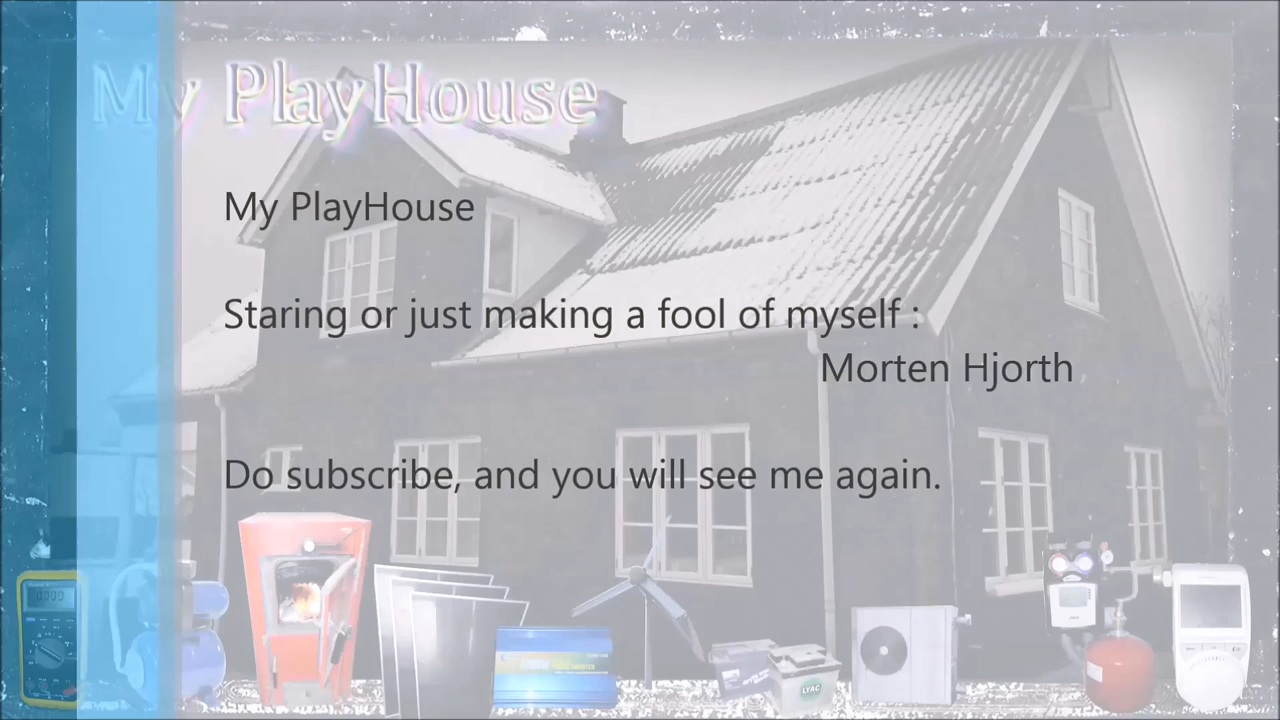 My PlayHouse
My PlayHouse
Staring or just making a fool of myself :
Morten Hjorth
Do subscribe, and you will see me again.
LYAC